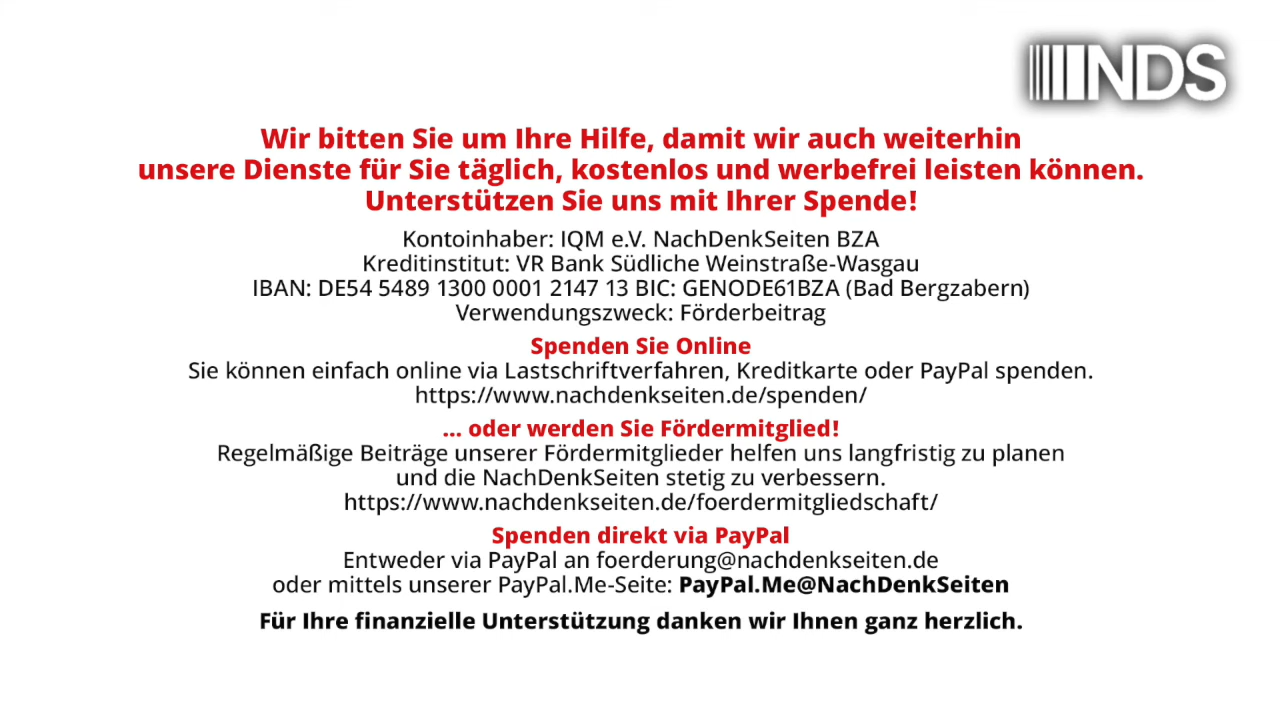 NDS
Wir bitten Sie um Ihre Hilfe, damit wir auch weiterhin
unsere Dienste für Sie täglich, kostenlos und werbefrei leisten können.
Unterstützen Sie uns mit Ihrer Spende!
Kontoinhaber: IQM e.V. NachDenkSeiten BZA
Kreditinstitut: VR Bank Südliche Weinstraße-Wasgau
IBAN: DE54 5489 1300 0001 2147 13 BIC: GENODE61BZA (Bad Bergzabern)
Verwendungszweck: Förderbeitrag
Spenden Sie Online
Sie können einfach online via Lastschriftverfahren, Kreditkarte oder PayPal spenden.
https://www.nachdenkseiten.de/spenden/
... oder werden Sie Fördermitglied!
Regelmäßige Beiträge unserer Fördermitglieder helfen uns langfristig zu planen
und die NachDenkSeiten stetig zu verbessern.
https://www.nachdenkseiten.de/foerdermitgliedschaft/
Spenden direkt via PayPal
Entweder via PayPal an foerderung@nachdenkseiten.de
oder mittels unserer PayPal.Me-Seite: PayPal.Me@NachDenkSeiten
Für Ihre finanzielle Unterstützung danken wir Ihnen ganz herzlich.